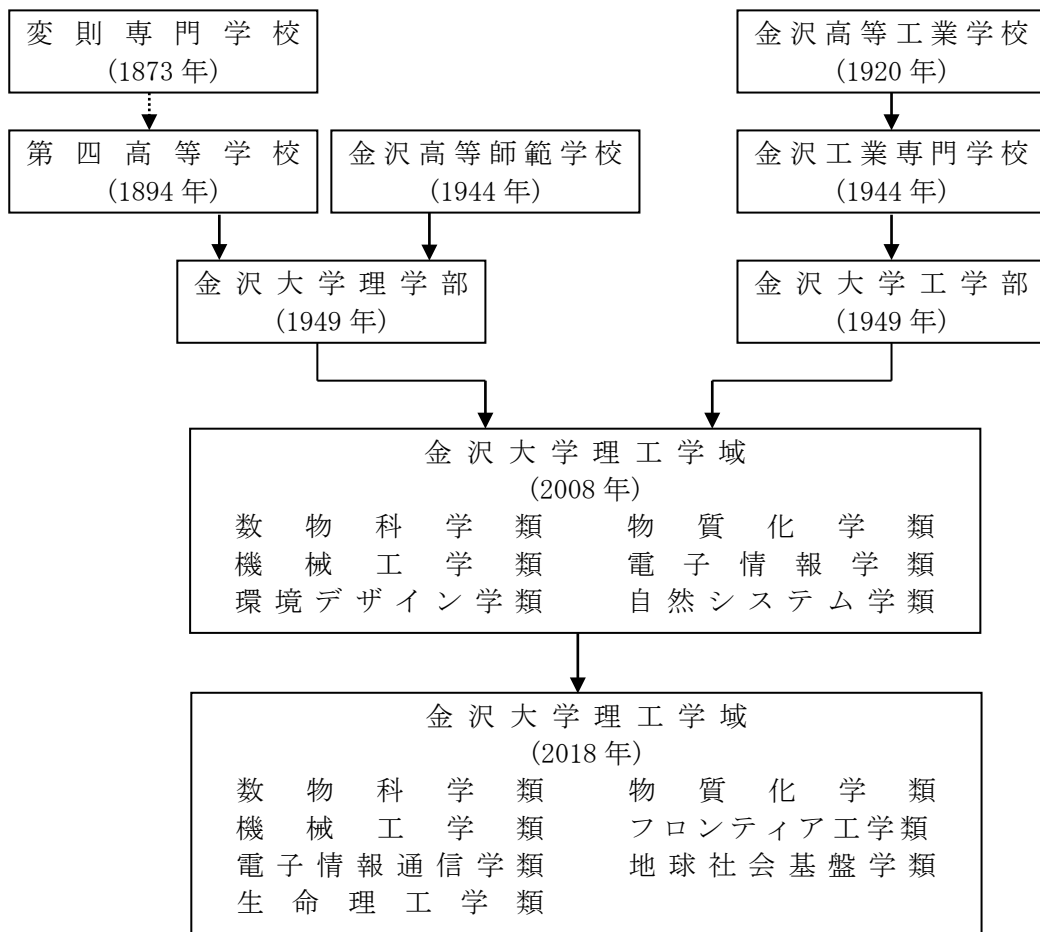 変則専門学校
(1873年)
金沢高等工業学校
(1920年)
第四高等学校
(1894年)
金沢高等師範学校
(1944年)
金沢工業専門学校
(1944年)
金沢大学理学部
(1949年)
金沢大学工学部
(1949年)
金沢大学理工学域
(2008年)
数物科学類 物質化学類
機械工学類 電子情報学類
環境デザイン学類 自然システム学類
金沢大学理工学域
(2018年)
数物科学類 物質化学類
機械工学類 フロンティア工学類
電子情報通信学類 地球社会基盤学類
生命理工学類